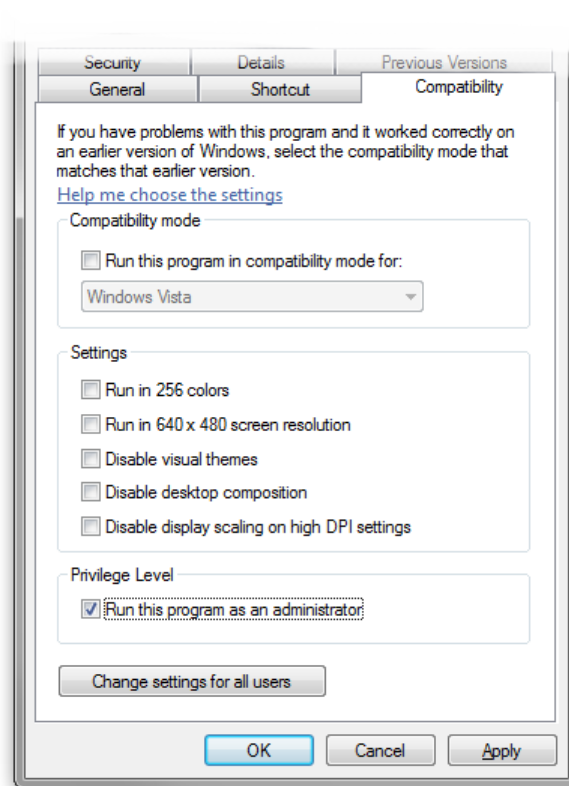 Security Details Previous Versions
General Shortcut Compatibility
If you have problems with this program and it worked correctly on
an earlier version of Windows, select the compatibility mode that
matches that earlier version.
Help me choose the settings
Compatibility mode
Run this program in compatibility mode for:
Windows Vista
Settings
Run in 256 colors
Run in 640 x 480 screen resolution
Disable visual themes
Disable desktop composition
Disable display scaling on high DPI settings
Privilege Level
Run this program as an administrator
Change settings for all users
OK Cancel Apply